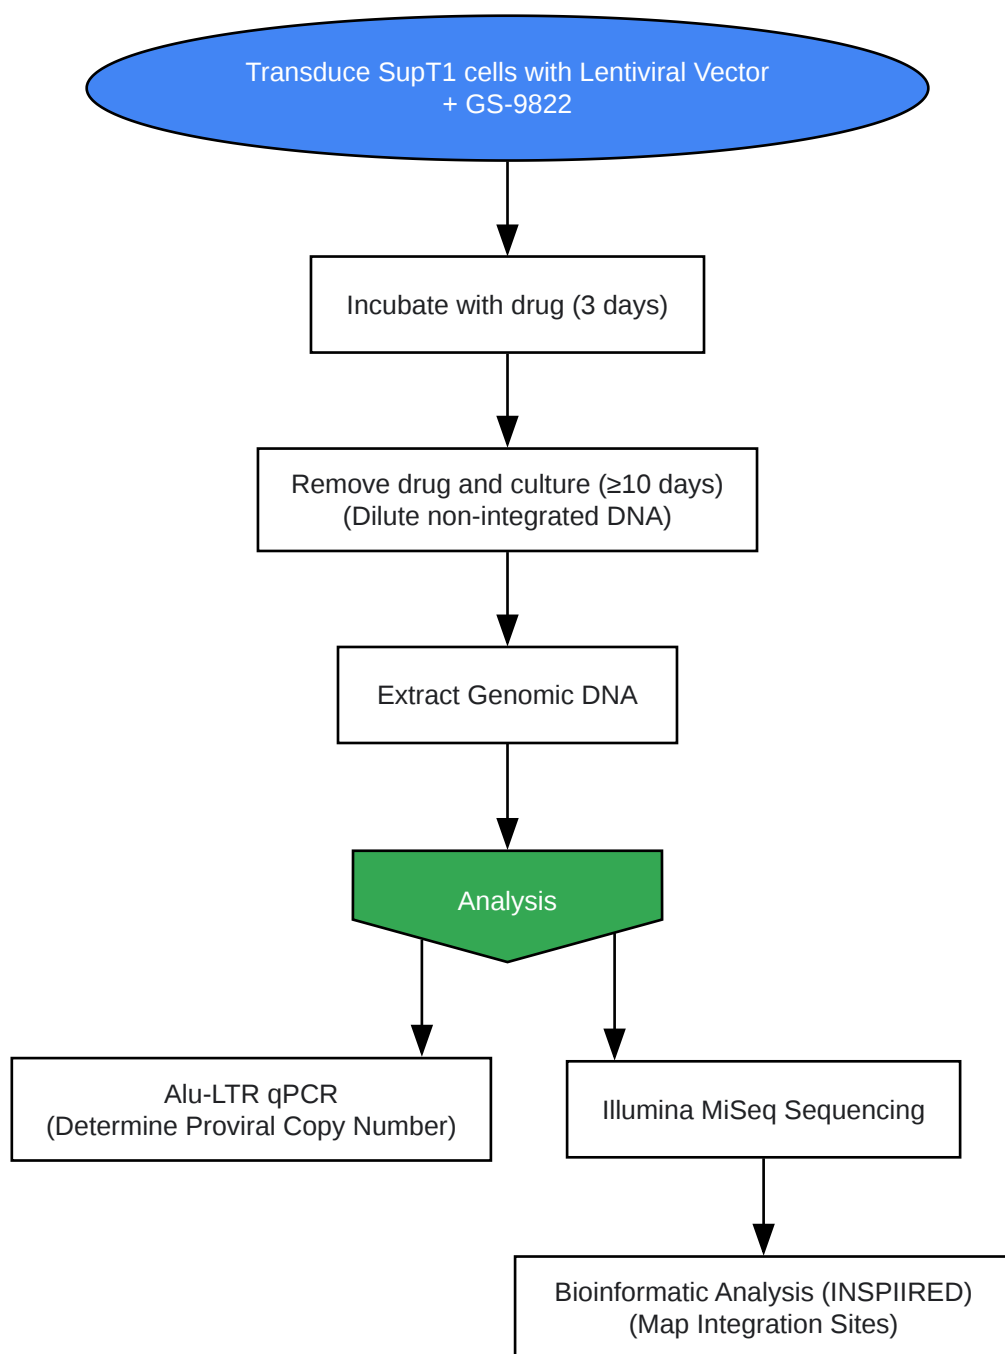 Transduce SupT1 cells with Lentiviral Vector
+ GS-9822
Incubate with drug (3 days)
Remove drug and culture (≥10 days)
(Dilute non-integrated DNA)
Extract Genomic DNA
Analysis
Alu-LTR qPCR
(Determine Proviral Copy Number)
Illumina MiSeq Sequencing
Bioinformatic Analysis (INSPIIRED)
(Map Integration Sites)